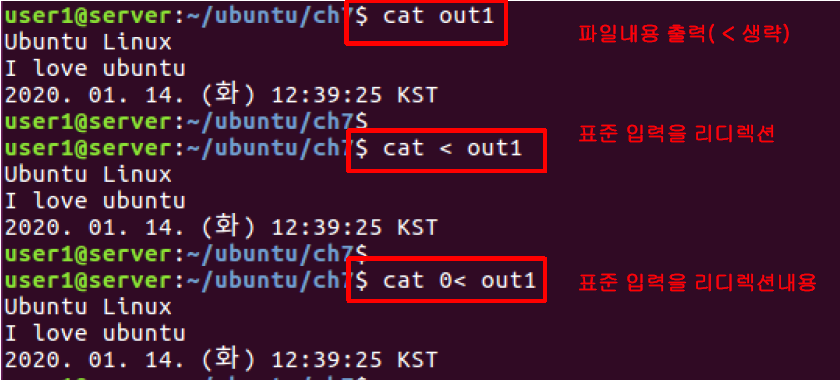 user1@server:~/ubuntu/ch7$ cat out1
파일내용 출력( < 생략)
Ubuntu Linux
I love ubuntu
2020. 01. 14. (화) 12:39:25 KST
user1@server:~/ubuntu/ch7$
표준 입력을 리디렉션
user1@server:~/ubuntu/ch7$ cat < out1
Ubuntu Linux
I love ubuntu
2020. 01. 14. (화) 12:39:25 KST
user1@server:~/ubuntu/ch7$
user1@server:~/ubuntu/ch7$ cat 0< out1
표준 입력을 리디렉션내용
Ubuntu Linux
I love ubuntu
2020. 01. 14. (화) 12:39:25 KST